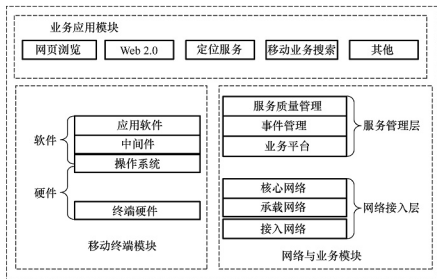 业务应用模块
网页浏览 Web 2.0 定位服务 移动业务搜索 其他
软件
应用软件
中间件
操作系统
硬件
终端硬件
移动终端模块
服务质量管理
事件管理
业务平台
服务管理层
核心网络
承载网络
接入网络
网络接入层
网络与业务模块